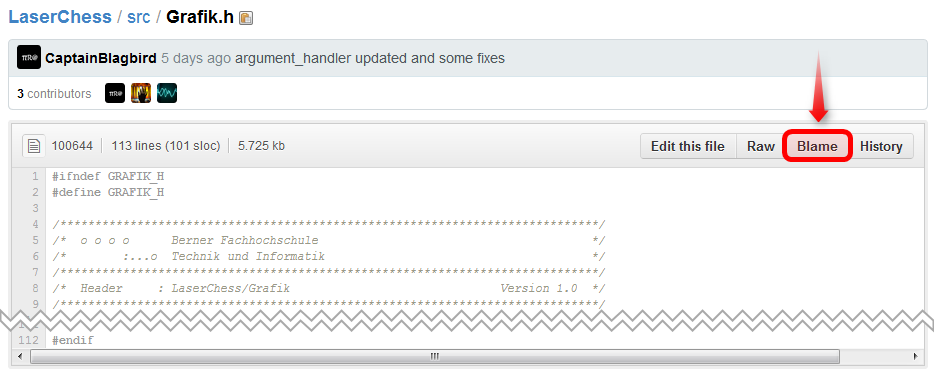 LaserChess / src / Grafik.h
πR@ CaptainBlagbird 5 days ago argument_handler updated and some fixes
3 contributors πR@
100644 113 lines (101 sloc) 5.725 kb Edit this file Raw Blame History
1 #ifndef GRAFIK_H
2 #define GRAFIK_H
3
4 /*****************************************************************************/
5 /*  o o o o      Berner Fachhochschule                                       */
6 /*        :...o  Technik und Informatik                                      */
7 /*****************************************************************************/
8 /*  Header     : LaserChess/Grafik                              Version 1.0  */
9 /*****************************************************************************/
112 #endif